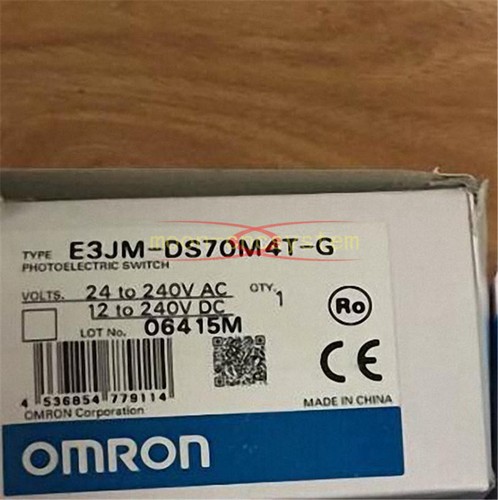 TYPE E3JM-DS70M4T-G
PHOTOELECTRIC SWITCH
VOLTS. 24 to 240V AC QTY. 1
12 to 240V DC
LOT No. 06415M
Ro
CE
4 536854 779114
OMRON Corporation
MADE IN CHINA
OMRON